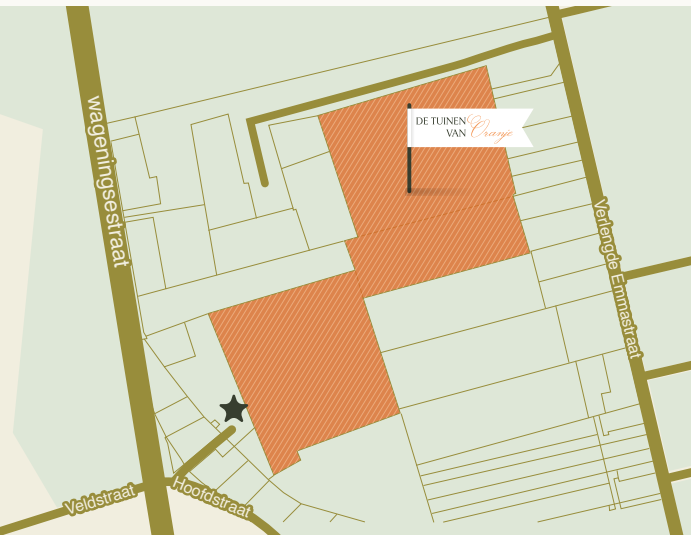 DE TUINEN
VAN Oranje
wageningsestraat
Verlengde Emmastraat
Veldstraat
Hoofdstraat